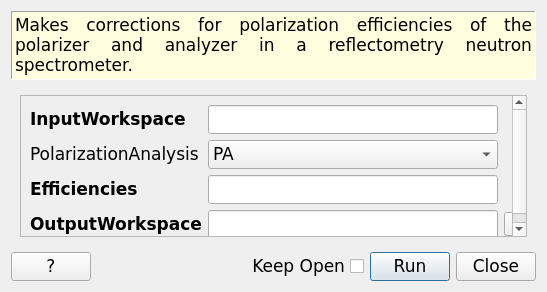 Makes corrections for polarization efficiencies of the
polarizer and analyzer in a reflectometry neutron
spectrometer.
InputWorkspace
PolarizationAnalysis PA
Efficiencies
OutputWorkspace
? Keep Open Run Close